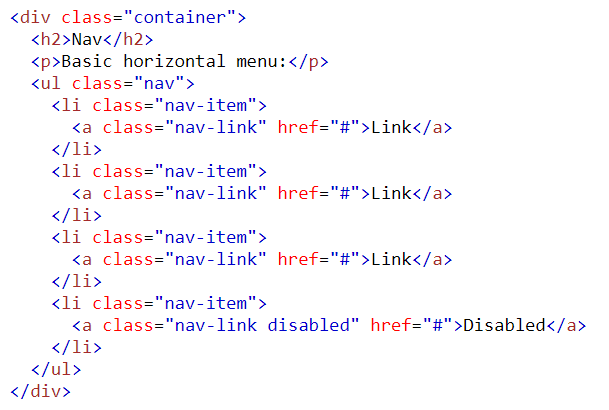 <div class="container">
  <h2>Nav</h2>
  <p>Basic horizontal menu:</p>
  <ul class="nav">
    <li class="nav-item">
      <a class="nav-link" href="#">Link</a>
    </li>
    <li class="nav-item">
      <a class="nav-link" href="#">Link</a>
    </li>
    <li class="nav-item">
      <a class="nav-link" href="#">Link</a>
    </li>
    <li class="nav-item">
      <a class="nav-link disabled" href="#">Disabled</a>
    </li>
  </ul>
</div>